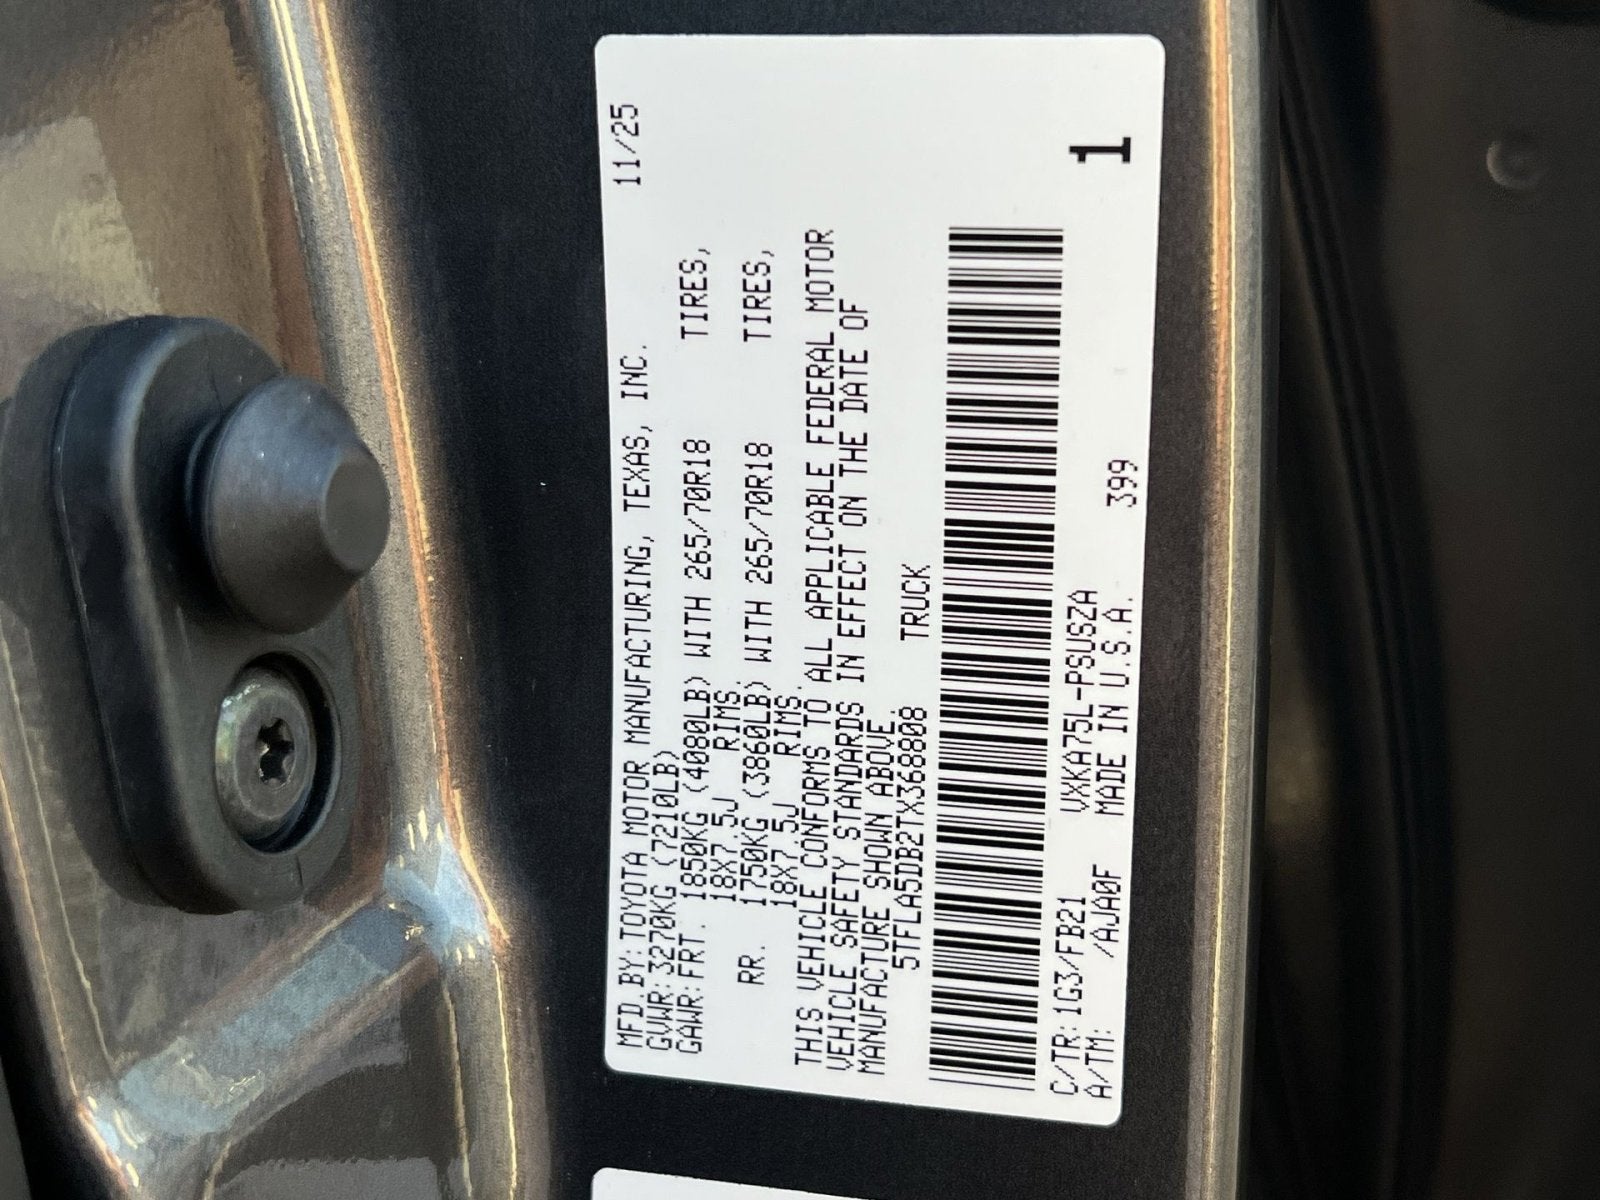 11/25
MFD.BY: TOYOTA MOTOR MANUFACTURING, TEXAS, INC.
GVWR: 3270KG (7210LB)
GAWR: FRT. 1850KG (4080LB) WITH 265/70R18 TIRES,
18X7.5J RIMS.
RR. 1750KG (3860LB) WITH 265/70R18 TIRES,
18X7.5J RIMS.
THIS VEHICLE CONFORMS TO ALL APPLICABLE FEDERAL MOTOR
VEHICLE SAFETY STANDARDS IN EFFECT ON THE DATE OF
MANUFACTURE SHOWN ABOVE.
5TFLA5DB2TX368808 TRUCK
C/TR: 1G3/FB21 VXKA75L-PSUSZA
A/TM: /AJA0F MADE IN U.S.A. 399
1